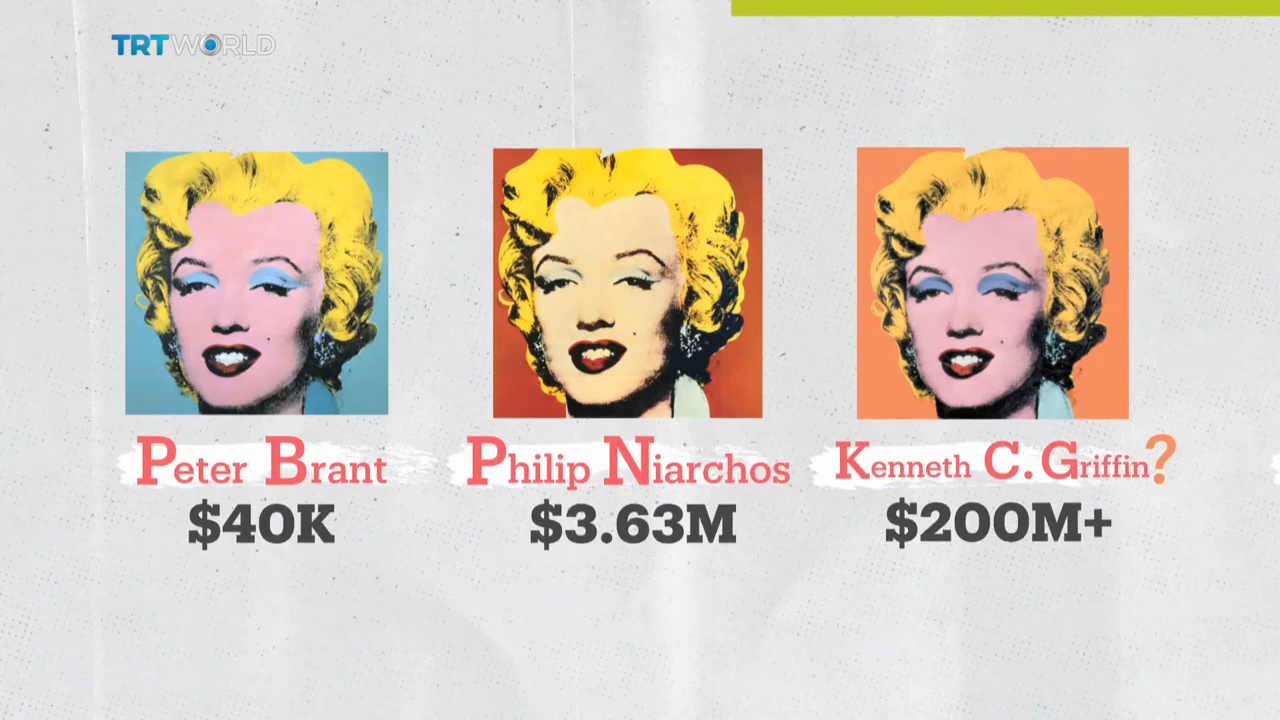 TRT WORLD
Peter Brant
$40K
Philip Niarchos
$3.63M
Kenneth C. Griffin?
$200M+